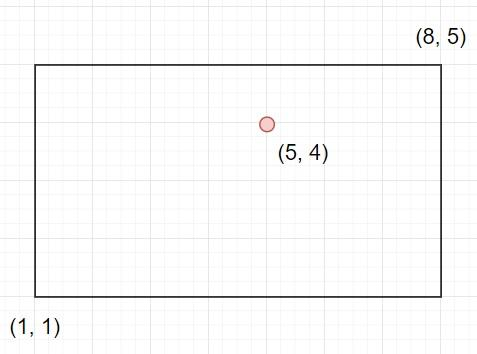 (8, 5)
(5, 4)
(1, 1)